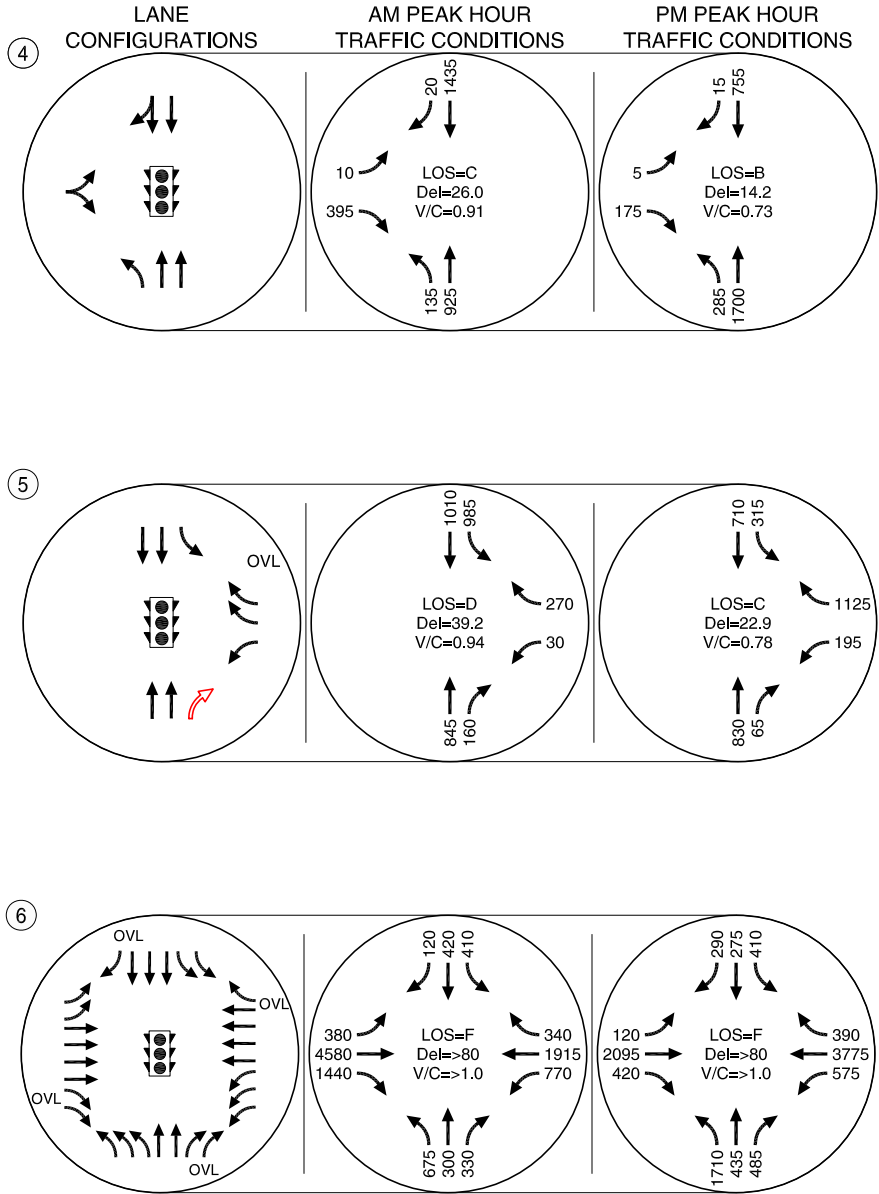 LANE
CONFIGURATIONS
AM PEAK HOUR
TRAFFIC CONDITIONS
PM PEAK HOUR
TRAFFIC CONDITIONS
4
20
1435
10
395
LOS=C
Del=26.0
V/C=0.91
135
925
15
755
5
175
LOS=B
Del=14.2
V/C=0.73
285
1700
5
OVL
1010
985
LOS=D
Del=39.2
V/C=0.94
270
30
845
160
710
315
LOS=C
Del=22.9
V/C=0.78
1125
195
830
65
6
OVL
OVL
OVL
OVL
120
420
410
380
4580
1440
LOS=F
Del=>80
V/C=>1.0
340
1915
770
675
300
330
290
275
410
120
2095
420
LOS=F
Del=>80
V/C=>1.0
390
3775
575
1710
435
485